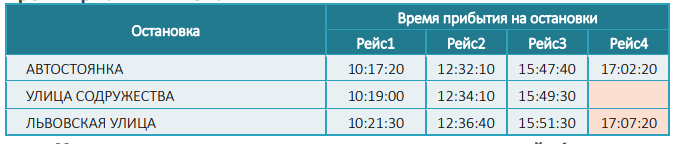 Остановка Время прибытия на остановки
Рейс1 Рейс2 Рейс3 Рейс4
АВТОСТОЯНКА 10:17:20 12:32:10 15:47:40 17:02:20
УЛИЦА СОДРУЖЕСТВА 10:19:00 12:34:10 15:49:30
ЛЬВОВСКАЯ УЛИЦА 10:21:30 12:36:40 15:51:30 17:07:20